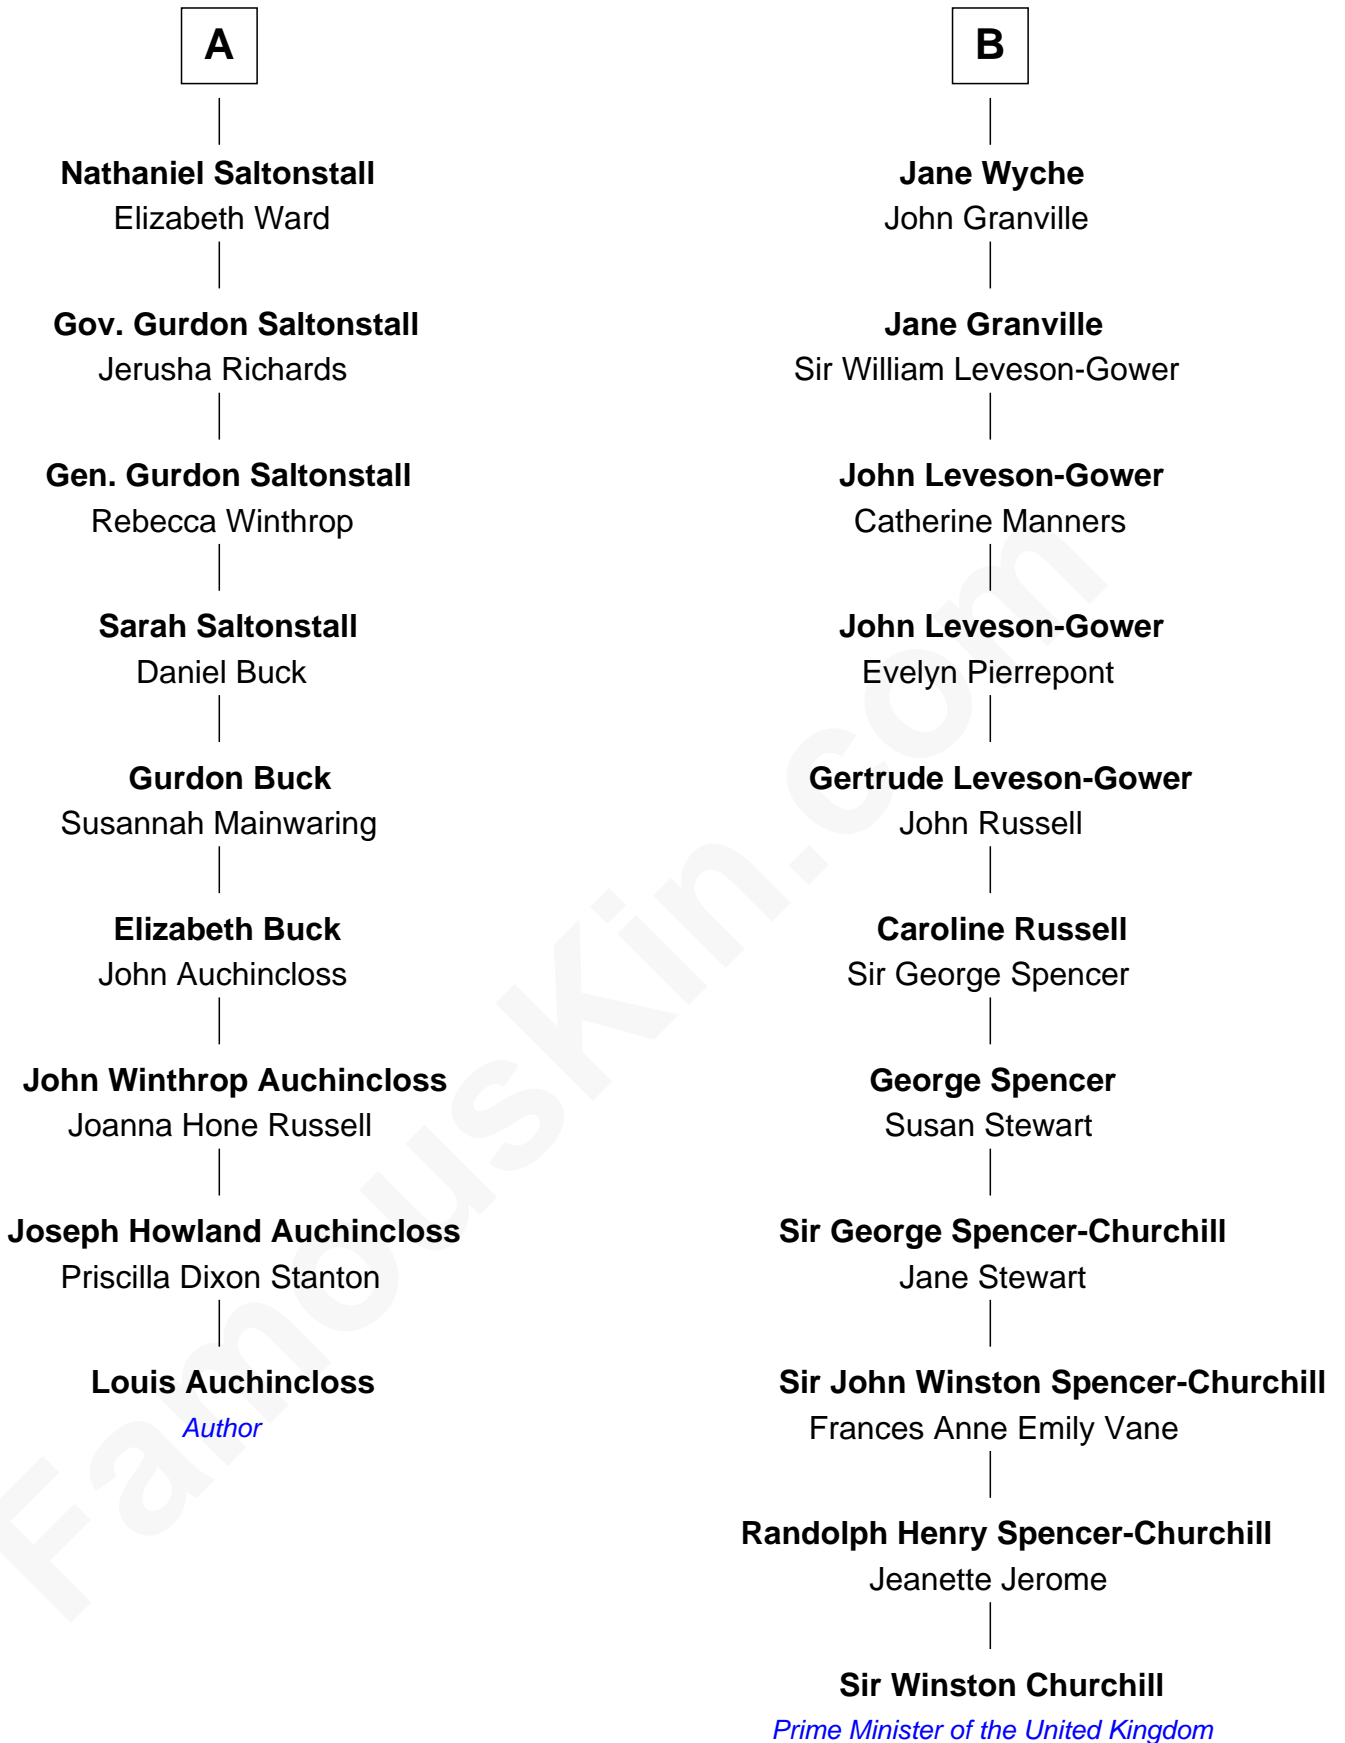 A
Nathaniel Saltonstall
Elizabeth Ward
Gov. Gurdon Saltonstall
Jerusha Richards
Gen. Gurdon Saltonstall
Rebecca Winthrop
Sarah Saltonstall
Daniel Buck
Gurdon Buck
Susannah Mainwaring
Elizabeth Buck
John Auchincloss
John Winthrop Auchincloss
Joanna Hone Russell
Joseph Howland Auchincloss
Priscilla Dixon Stanton
Louis Auchincloss
Author
B
Jane Wyche
John Granville
Jane Granville
Sir William Leveson-Gower
John Leveson-Gower
Catherine Manners
John Leveson-Gower
Evelyn Pierrepont
Gertrude Leveson-Gower
John Russell
Caroline Russell
Sir George Spencer
George Spencer
Susan Stewart
Sir George Spencer-Churchill
Jane Stewart
Sir John Winston Spencer-Churchill
Frances Anne Emily Vane
Randolph Henry Spencer-Churchill
Jeanette Jerome
Sir Winston Churchill
Prime Minister of the United Kingdom
FamousKin.com